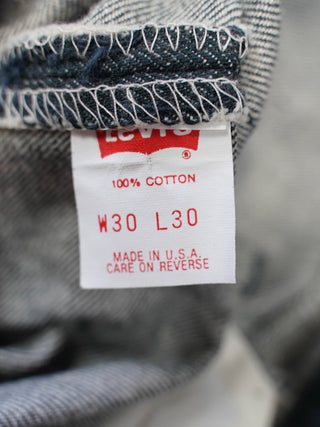 Levi's
®
100% COTTON
W30 L30
MADE IN U.S.A.
CARE ON REVERSE